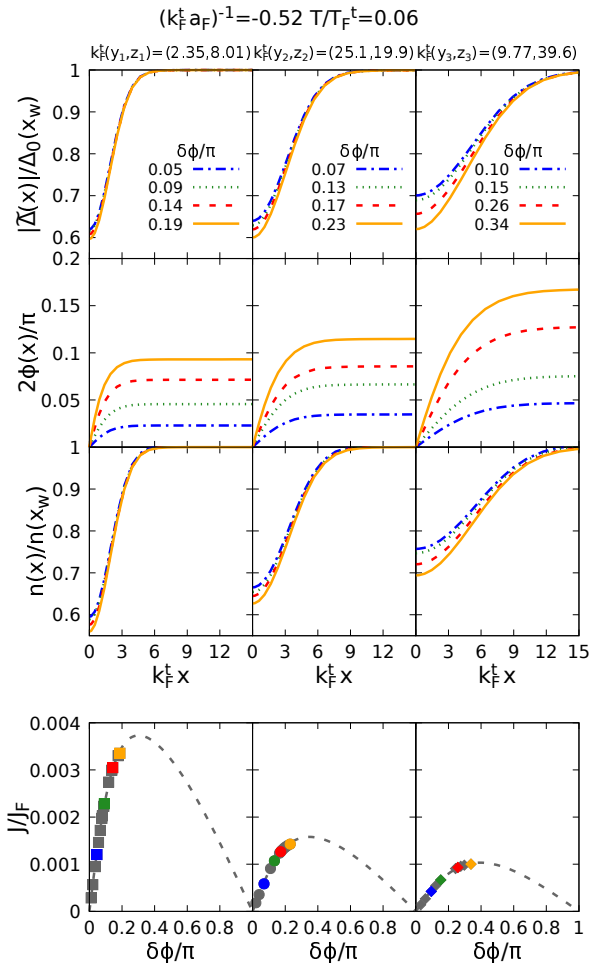 (k_F^t a_F)^-1=-0.52 T/T_F^t=0.06
k_F^t(y_1,z_1)=(2.35,8.01) k_F^t(y_2,z_2)=(25.1,19.9) k_F^t(y_3,z_3)=(9.77,39.6)
|Δ̃(x)|/Δ_0(x_w)
1
0.9
0.8
0.7
0.6
δϕ/π
0.05
0.09
0.14
0.19
δϕ/π
0.07
0.13
0.17
0.23
δϕ/π
0.10
0.15
0.26
0.34
2ϕ(x)/π
0.2
0.15
0.1
0.05
n(x)/n(x_w)
1
0.9
0.8
0.7
0.6
0 3 6 9 12 0 3 6 9 12 0 3 6 9 12 15
k_F^t x k_F^t x k_F^t x
J/J_F
0.004
0.003
0.002
0.001
0
0 0.2 0.4 0.6 0.8 0 0.2 0.4 0.6 0.8 0 0.2 0.4 0.6 0.8 1
δϕ/π δϕ/π δϕ/π